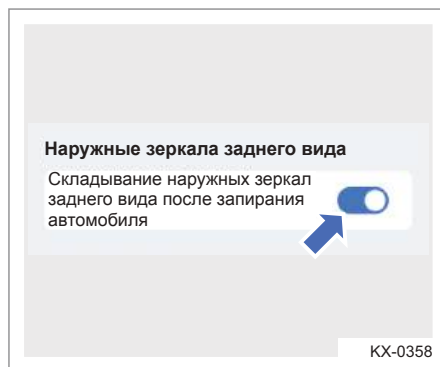 Наружные зеркала заднего вида
Складывание наружных зеркал
заднего вида после запирания
автомобиля
KX-0358